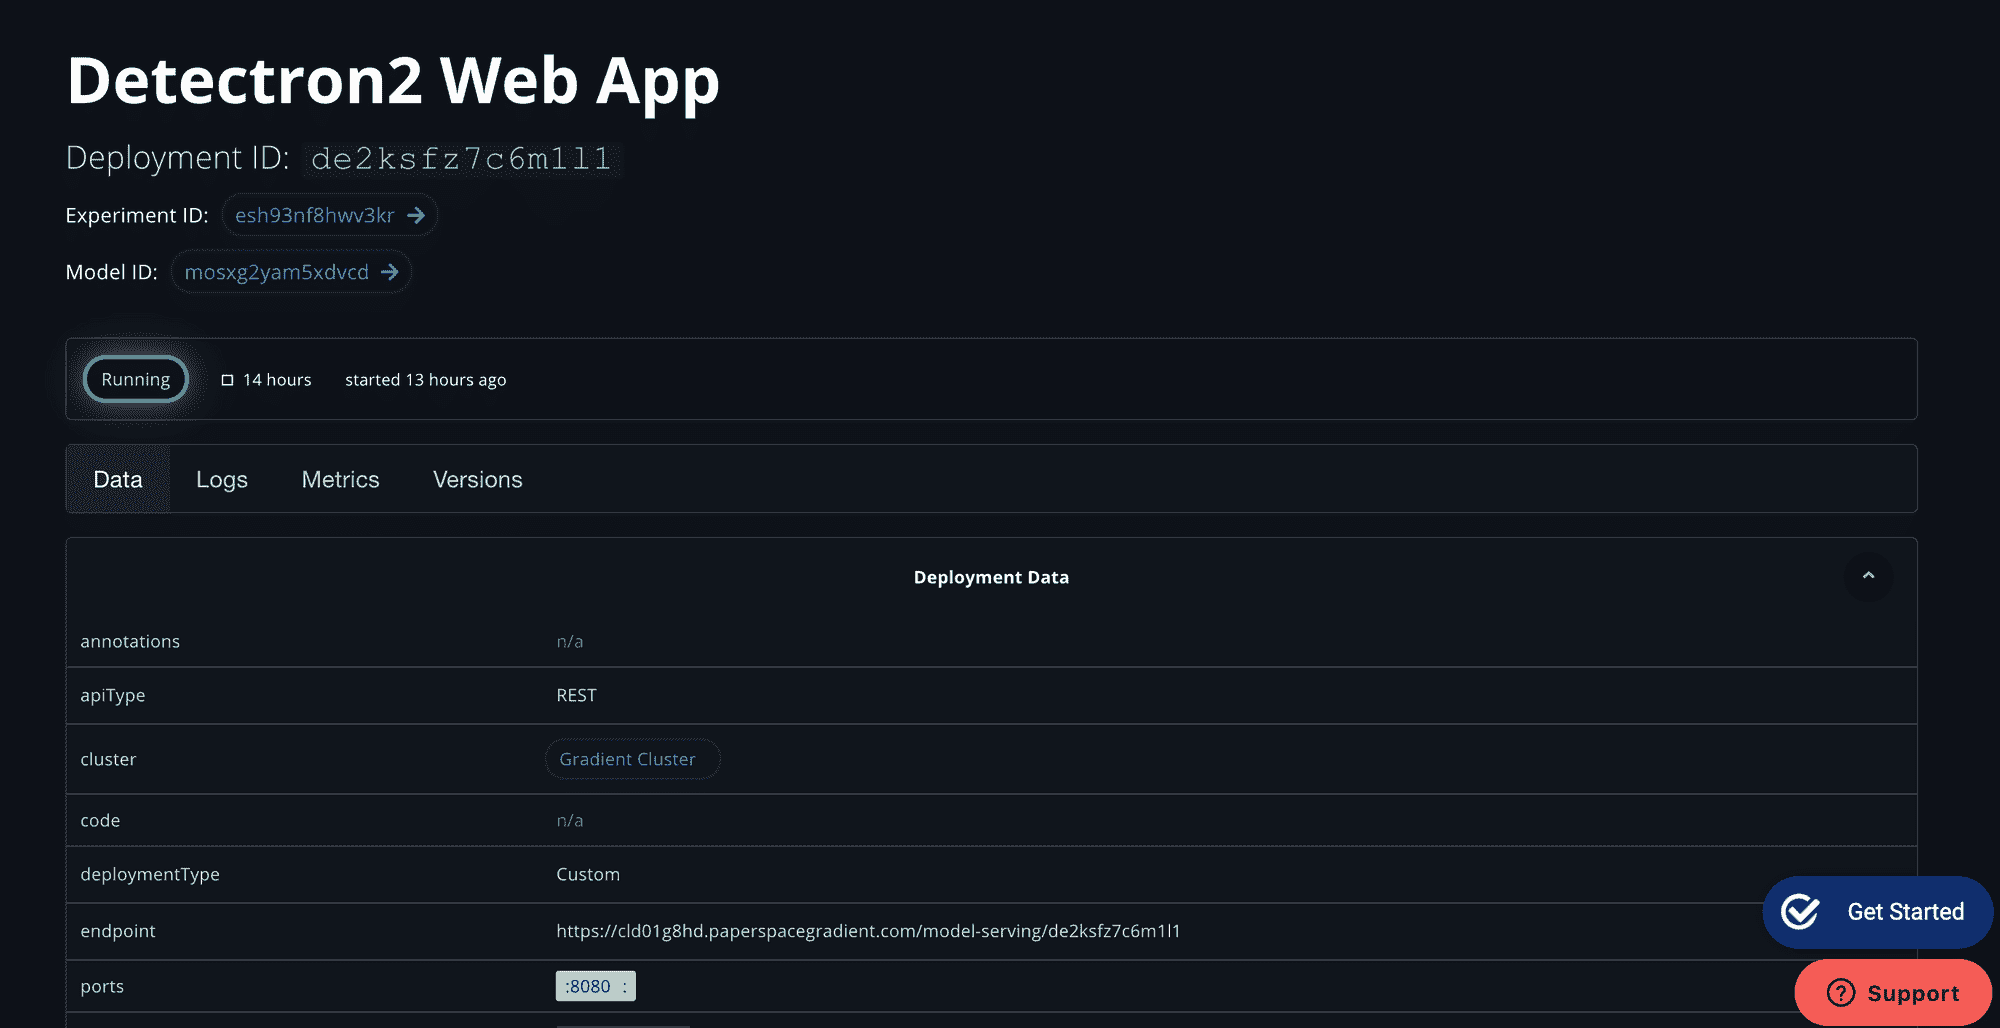 Detectron2 Web App
Deployment ID: de2ksfz7c6m1l1
Experiment ID: esh93nf8hwv3kr →
Model ID: mosxg2yam5xdvcd →
Running 14 hours started 13 hours ago
Data Logs Metrics Versions
Deployment Data
annotations n/a
apiType REST
cluster Gradient Cluster
code n/a
deploymentType Custom
endpoint https://cld01g8hd.paperspacegradient.com/model-serving/de2ksfz7c6m1l1
ports :8080 :
Get Started
Support